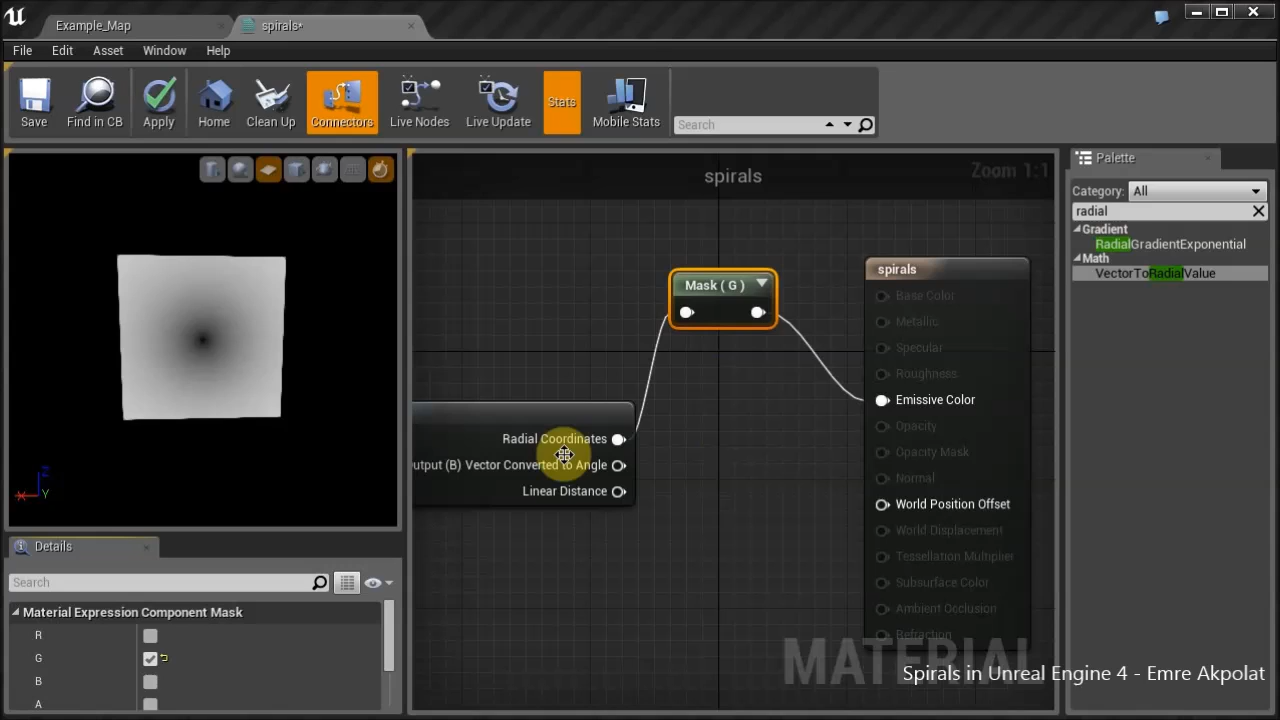 Example_Map
spirals*
File Edit Asset Window Help
Save
Find in CB
Apply
Home
Clean Up
Connectors
Live Nodes
Live Update
Stats
Mobile Stats
Search
spirals
Zoom 1:1
Palette
Category: All
radial
Gradient
RadialGradientExponential
Math
VectorToRadialValue
Mask ( G )
Radial Coordinates
utput (B) Vector Converted to Angle
Linear Distance
spirals
Base Color
Metallic
Specular
Roughness
Emissive Color
Opacity
Opacity Mask
Normal
World Position Offset
World Displacement
Tessellation Multiplier
Subsurface Color
Ambient Occlusion
Refraction
Z
X
Y
Details
Search
Material Expression Component Mask
R
G
B
A
MATERIAL
Spirals in Unreal Engine 4 - Emre Akpolat